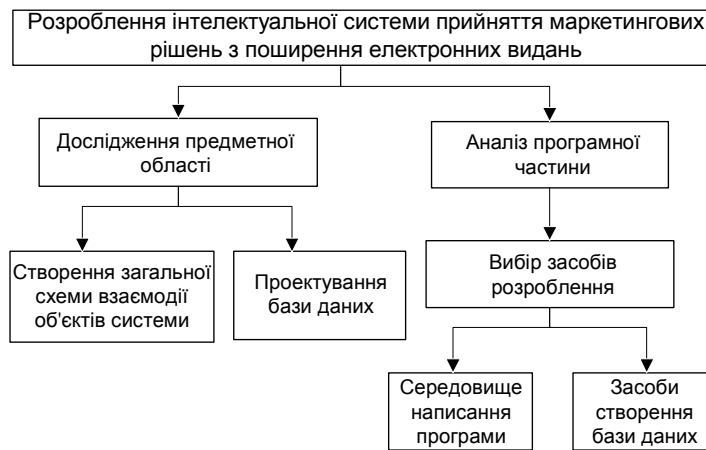 Розроблення інтелектуальної системи прийняття маркетингових
рішень з поширення електронних видань
Дослідження предметної
області
Аналіз програмної
частини
Створення загальної
схеми взаємодії
об'єктів системи
Проектування
бази даних
Вибір засобів
розроблення
Середовище
написання
програми
Засоби
створення
бази даних